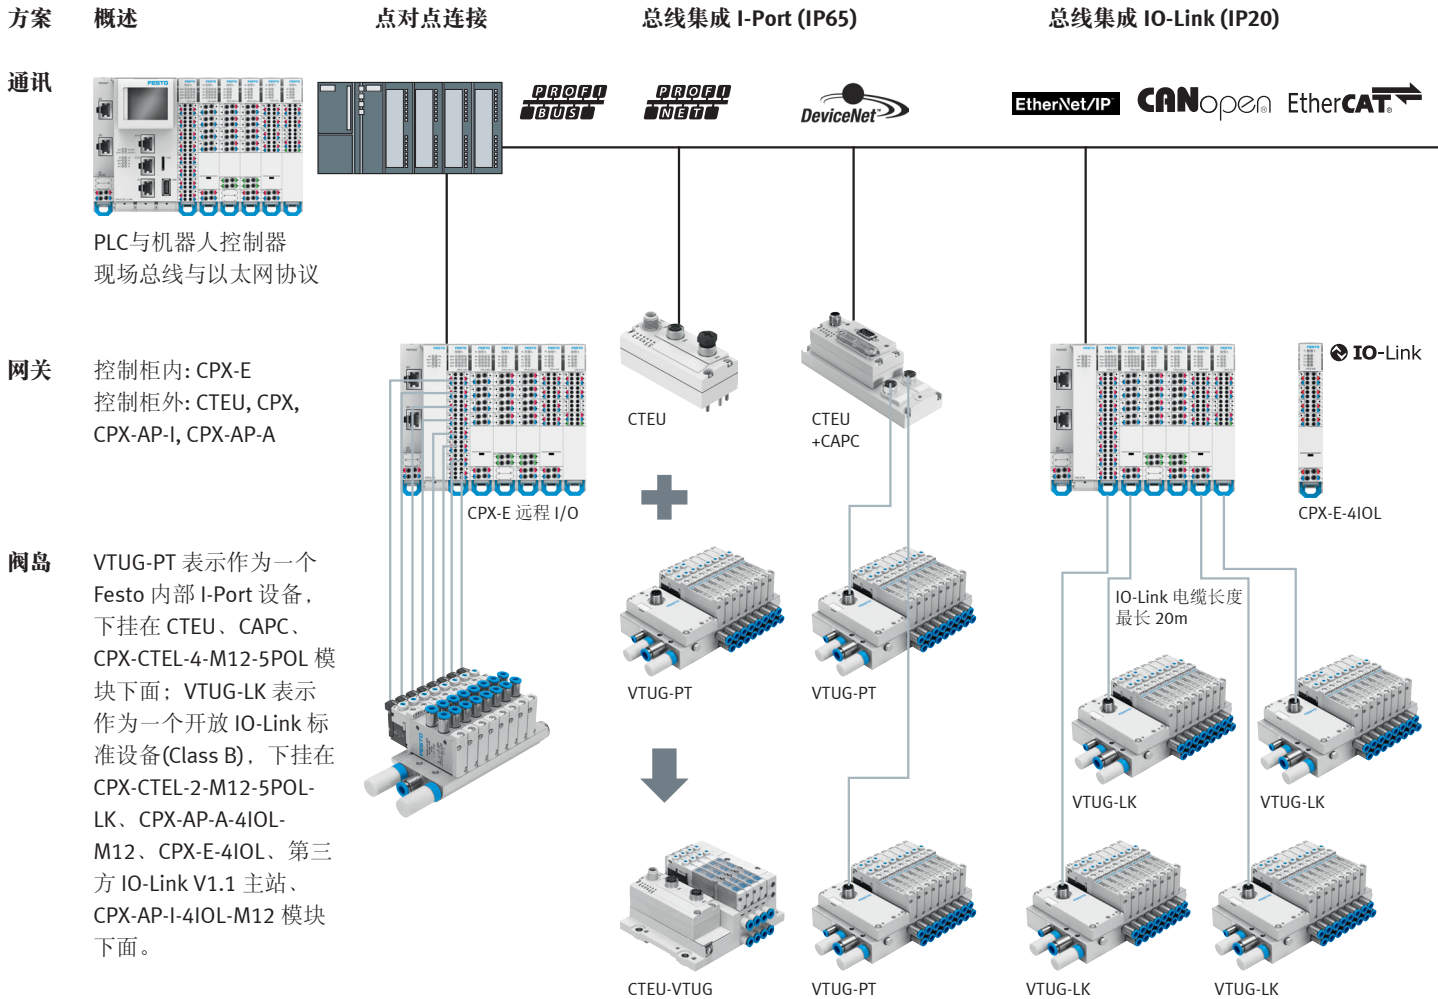 方案 概述 点对点连接 总线集成 I-Port (IP65) 总线集成 IO-Link (IP20)
通讯
FESTO
PROFI BUS
PROFI NET
DeviceNet
EtherNet/IP
CANopen
EtherCAT
PLC与机器人控制器
现场总线与以太网协议
网关
控制柜内: CPX-E
控制柜外: CTEU, CPX,
CPX-AP-I, CPX-AP-A
CPX-E 远程 I/O
CTEU
CTEU
+CAPC
IO-Link
CPX-E-4IOL
阀岛
VTUG-PT 表示作为一个
Festo 内部 I-Port 设备，
下挂在 CTEU、CAPC、
CPX-CTEL-4-M12-5POL 模
块下面；VTUG-LK 表示
作为一个开放 IO-Link 标
准设备(Class B)，下挂在
CPX-CTEL-2-M12-5POL-
LK、CPX-AP-A-4IOL-
M12、CPX-E-4IOL、第三
方 IO-Link V1.1 主站、
CPX-AP-I-4IOL-M12 模块
下面。
VTUG-PT
VTUG-PT
IO-Link 电缆长度
最长 20m
VTUG-LK
VTUG-LK
CTEU-VTUG
VTUG-PT
VTUG-LK
VTUG-LK